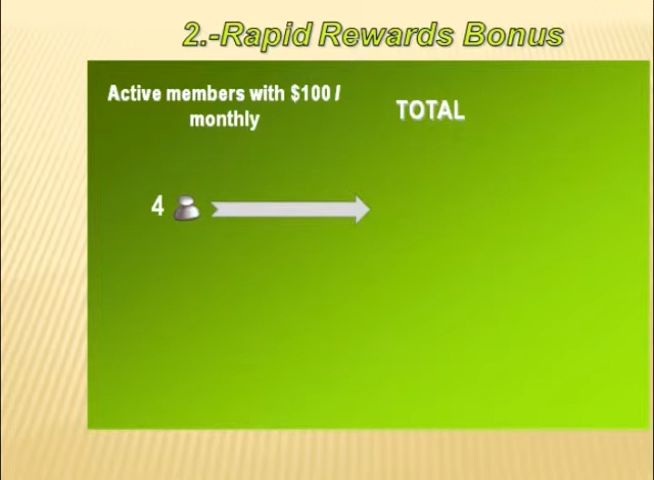 2.-Rapid Rewards Bonus
Active members with $100 /
monthly
TOTAL
4